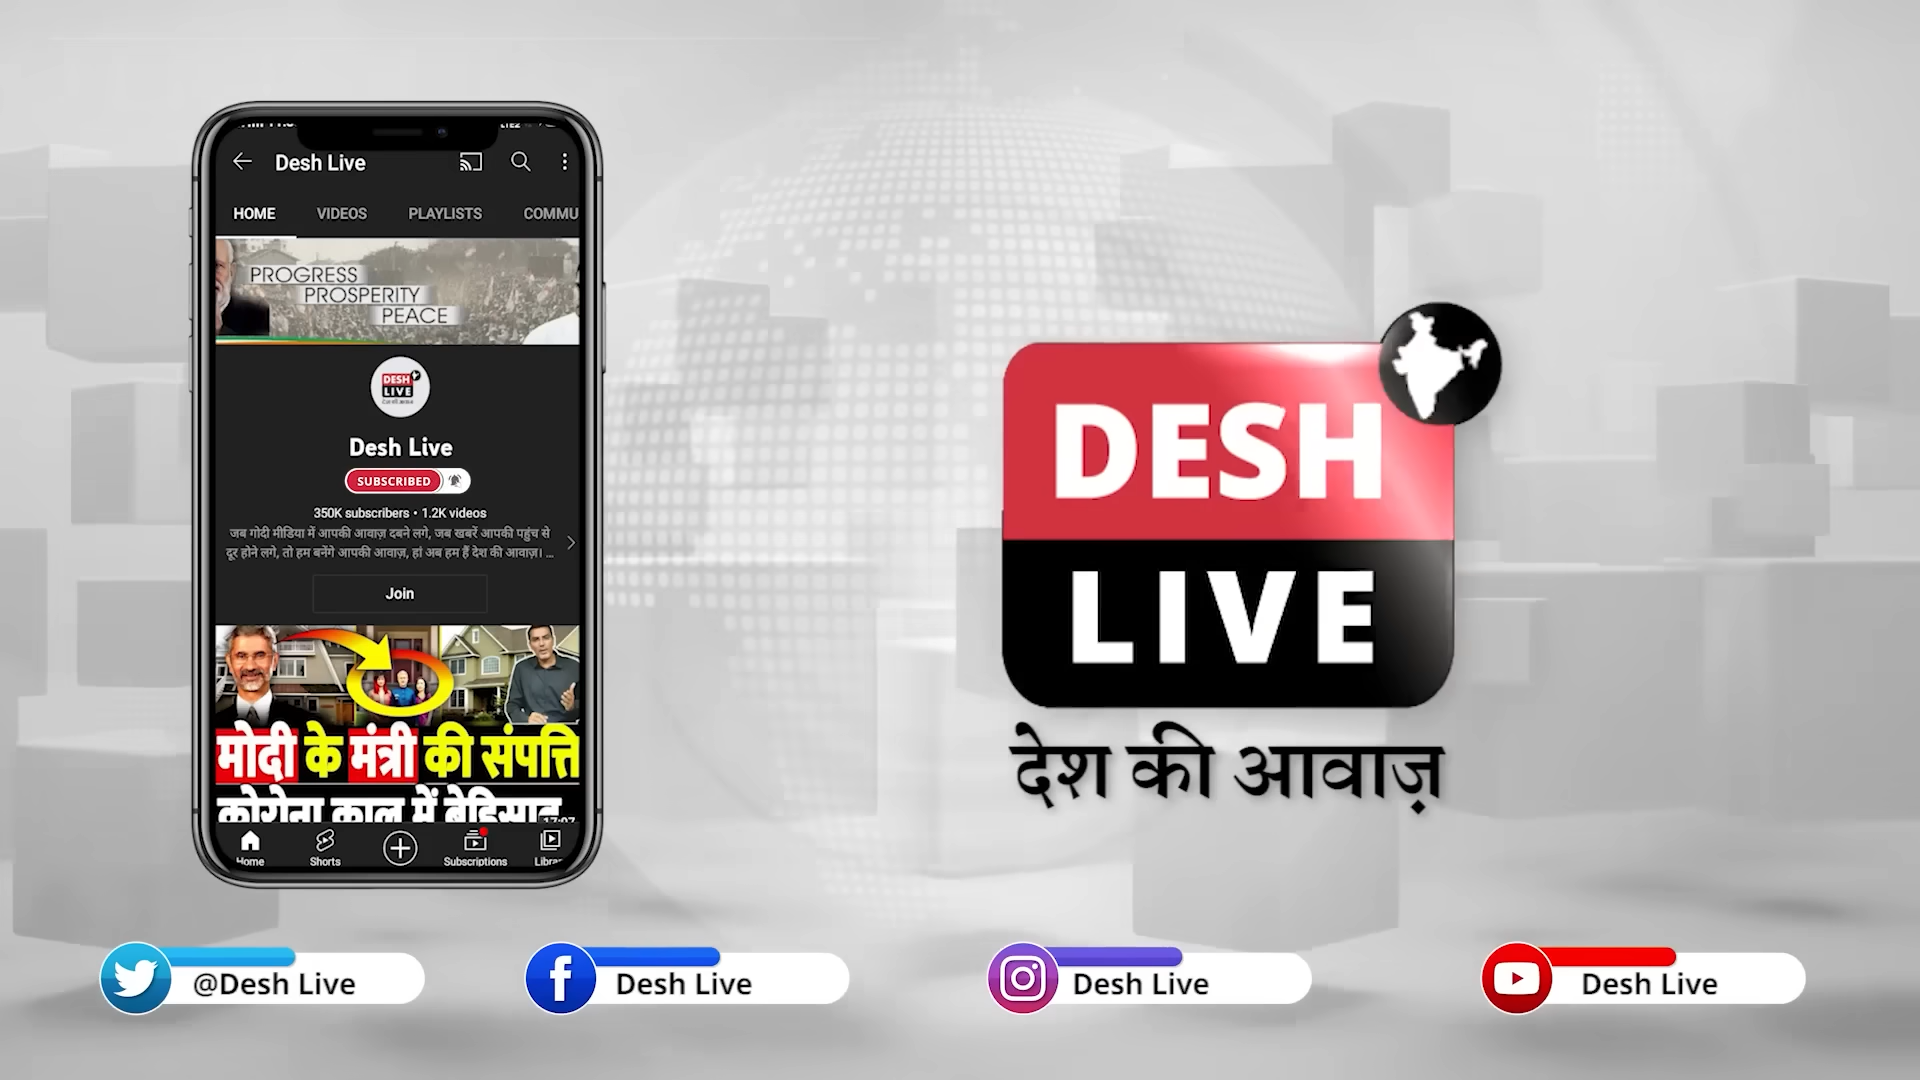 Desh Live
HOME VIDEOS PLAYLISTS COMMU
PROGRESS
PROSPERITY
PEACE
DESH
LIVE
Desh Live
SUBSCRIBED
350K subscribers • 1.2K videos
जब गोदी मीडिया में आपकी आवाज़ दबने लगे, जब खबरें आपकी पहुंच से
दूर होने लगे, तो हम बनेंगे आपकी आवाज़, हां अब हम हैं देश की आवाज़। ...
Join
मोदी के मंत्री की संपत्ति
कोरोना काल में बेहिसाब
Home Shorts Subscriptions
DESH
LIVE
देश की आवाज़
@Desh Live
Desh Live
Desh Live
Desh Live